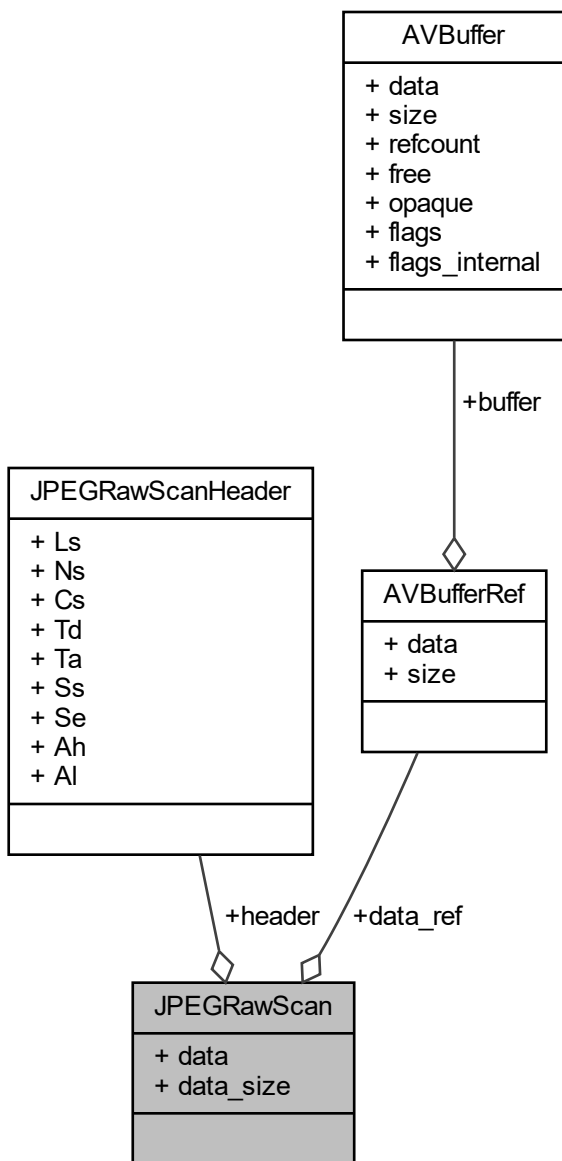 AVBuffer
+ data
+ size
+ refcount
+ free
+ opaque
+ flags
+ flags_internal
+buffer
JPEGRawScanHeader
+ Ls
+ Ns
+ Cs
+ Td
+ Ta
+ Ss
+ Se
+ Ah
+ Al
AVBufferRef
+ data
+ size
+header
+data_ref
JPEGRawScan
+ data
+ data_size